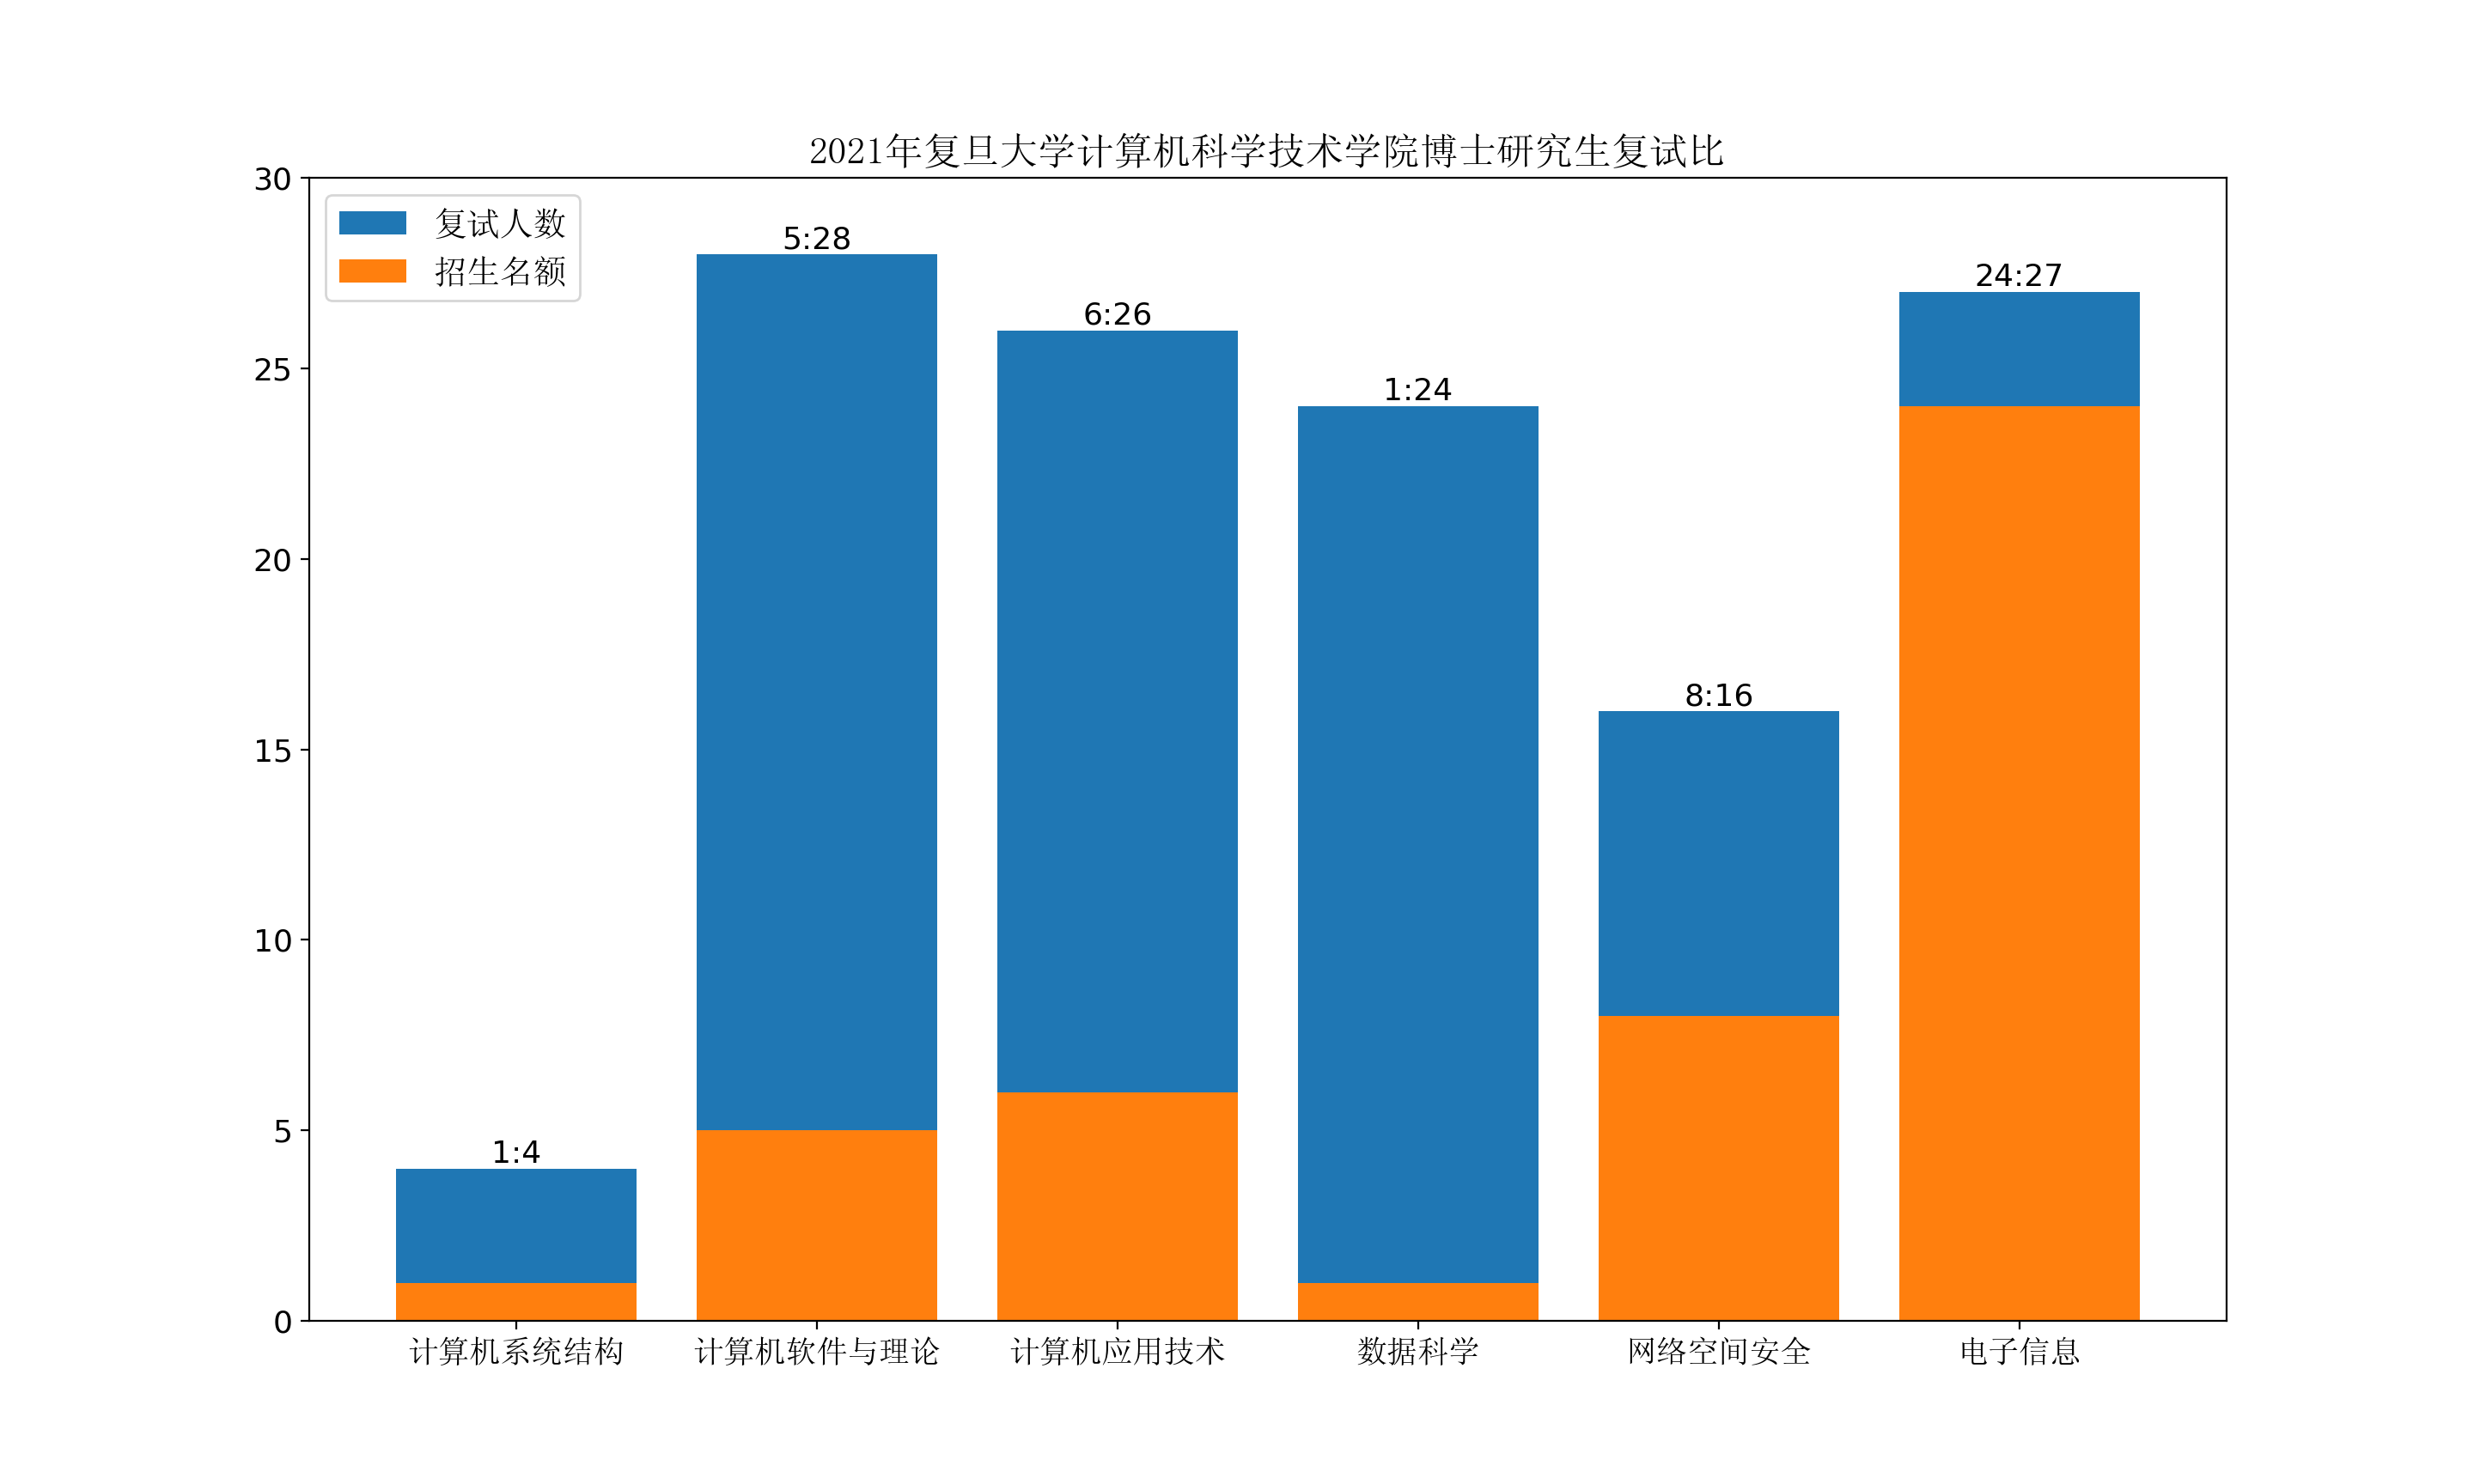 2021年复旦大学计算机科学技术学院博士研究生复试比
复试人数
招生名额
30
25
20
15
10
5
0
1:4
5:28
6:26
1:24
8:16
24:27
计算机系统结构
计算机软件与理论
计算机应用技术
数据科学
网络空间安全
电子信息